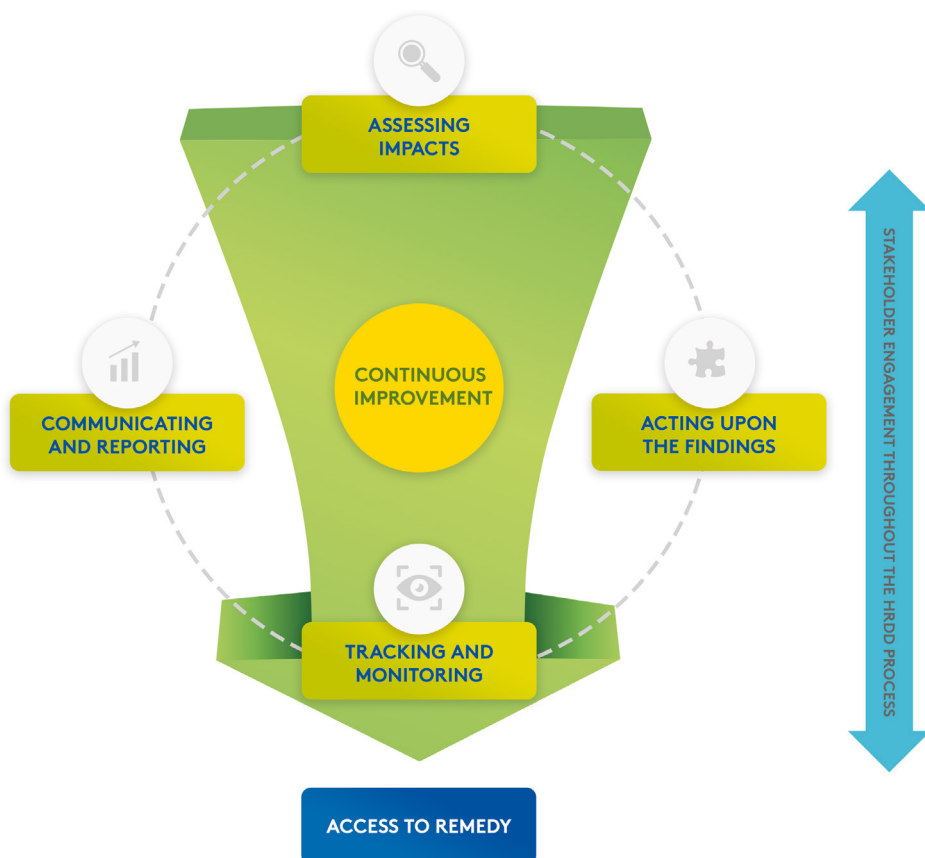 ASSESSING
IMPACTS
COMMUNICATING
AND REPORTING
CONTINUOUS
IMPROVEMENT
ACTING UPON
THE FINDINGS
TRACKING AND
MONITORING
ACCESS TO REMEDY
STAKEHOLDER ENGAGEMENT THROUGHOUT THE HRDD PROCESS